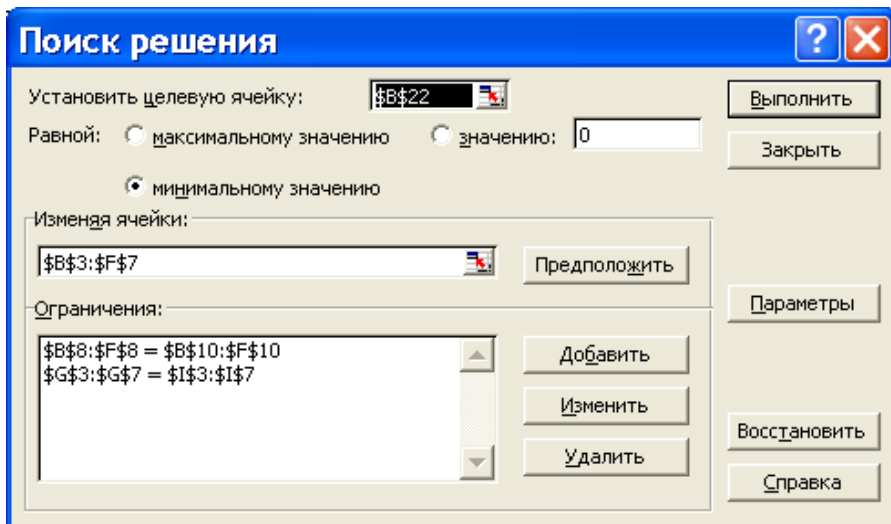 Поиск решения
?
Установить целевую ячейку: $B$22
Выполнить
Равной: максимальному значению значению: 0
Закрыть
минимальному значению
Изменяя ячейки:
$B$3:$F$7
Предположить
Ограничения:
Параметры
$B$8:$F$8 = $B$10:$F$10
$G$3:$G$7 = $I$3:$I$7
Добавить
Изменить
Восстановить
Удалить
Справка